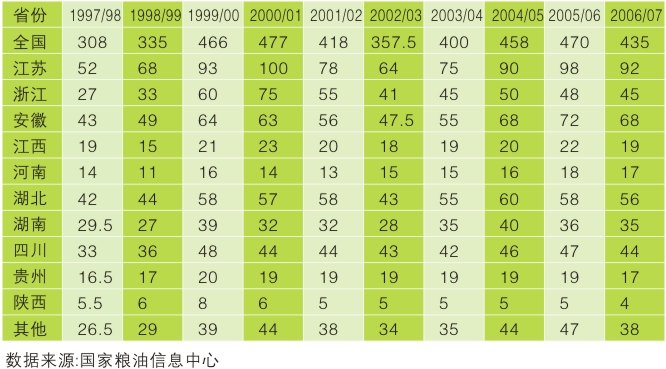 省份 1997/98 1998/99 1999/00 2000/01 2001/02 2002/03 2003/04 2004/05 2005/06 2006/07
全国 308 335 466 477 418 357.5 400 458 470 435
江苏 52 68 93 100 78 64 75 90 98 92
浙江 27 33 60 75 55 41 45 50 48 45
安徽 43 49 64 63 56 47.5 55 68 72 68
江西 19 15 21 23 20 18 19 20 22 19
河南 14 11 16 14 13 15 15 16 18 17
湖北 42 44 58 57 58 43 55 60 58 56
湖南 29.5 27 39 32 32 28 35 40 36 35
四川 33 36 48 44 44 43 42 46 47 44
贵州 16.5 17 20 19 19 19 19 19 19 17
陕西 5.5 6 8 6 5 5 5 5 5 4
其他 26.5 29 39 44 38 34 35 44 47 38
数据来源:国家粮油信息中心